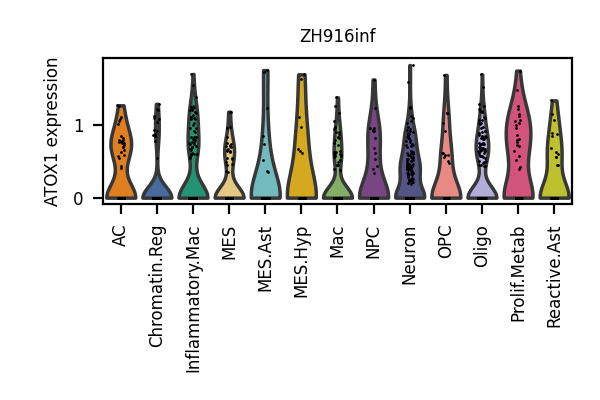 ZH916inf
ATOX1 expression
1
0
AC
Chromatin.Reg
Inflammatory.Mac
MES
MES.Ast
MES.Hyp
Mac
NPC
Neuron
OPC
Oligo
Prolif.Metab
Reactive.Ast